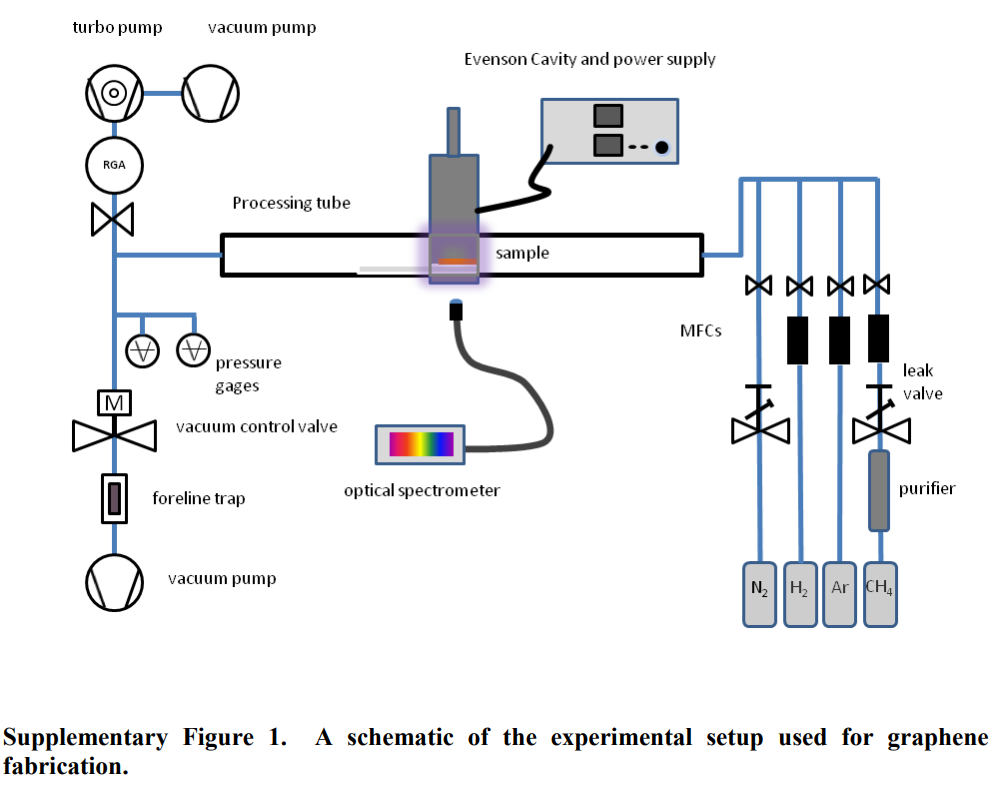 turbo pump
vacuum pump
Evenson Cavity and power supply
RGA
Processing tube
sample
MFCs
pressure
gages
leak
valve
M
vacuum control valve
optical spectrometer
foreline trap
purifier
vacuum pump
N₂
H₂
Ar
CH₄
Supplementary Figure 1. A schematic of the experimental setup used for graphene
fabrication.